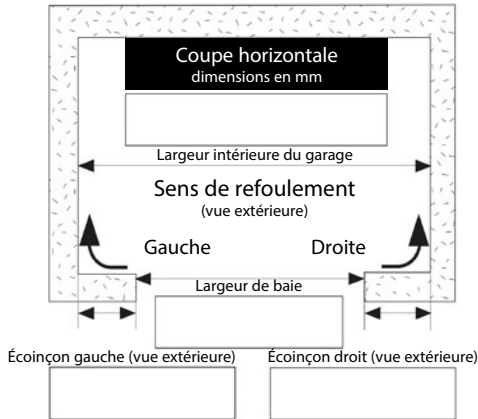 Coupe horizontale
dimensions en mm
Largeur intérieure du garage
Sens de refoulement
(vue extérieure)
Gauche
Droite
Largeur de baie
Écoinçon gauche (vue extérieure)
Écoinçon droit (vue extérieure)